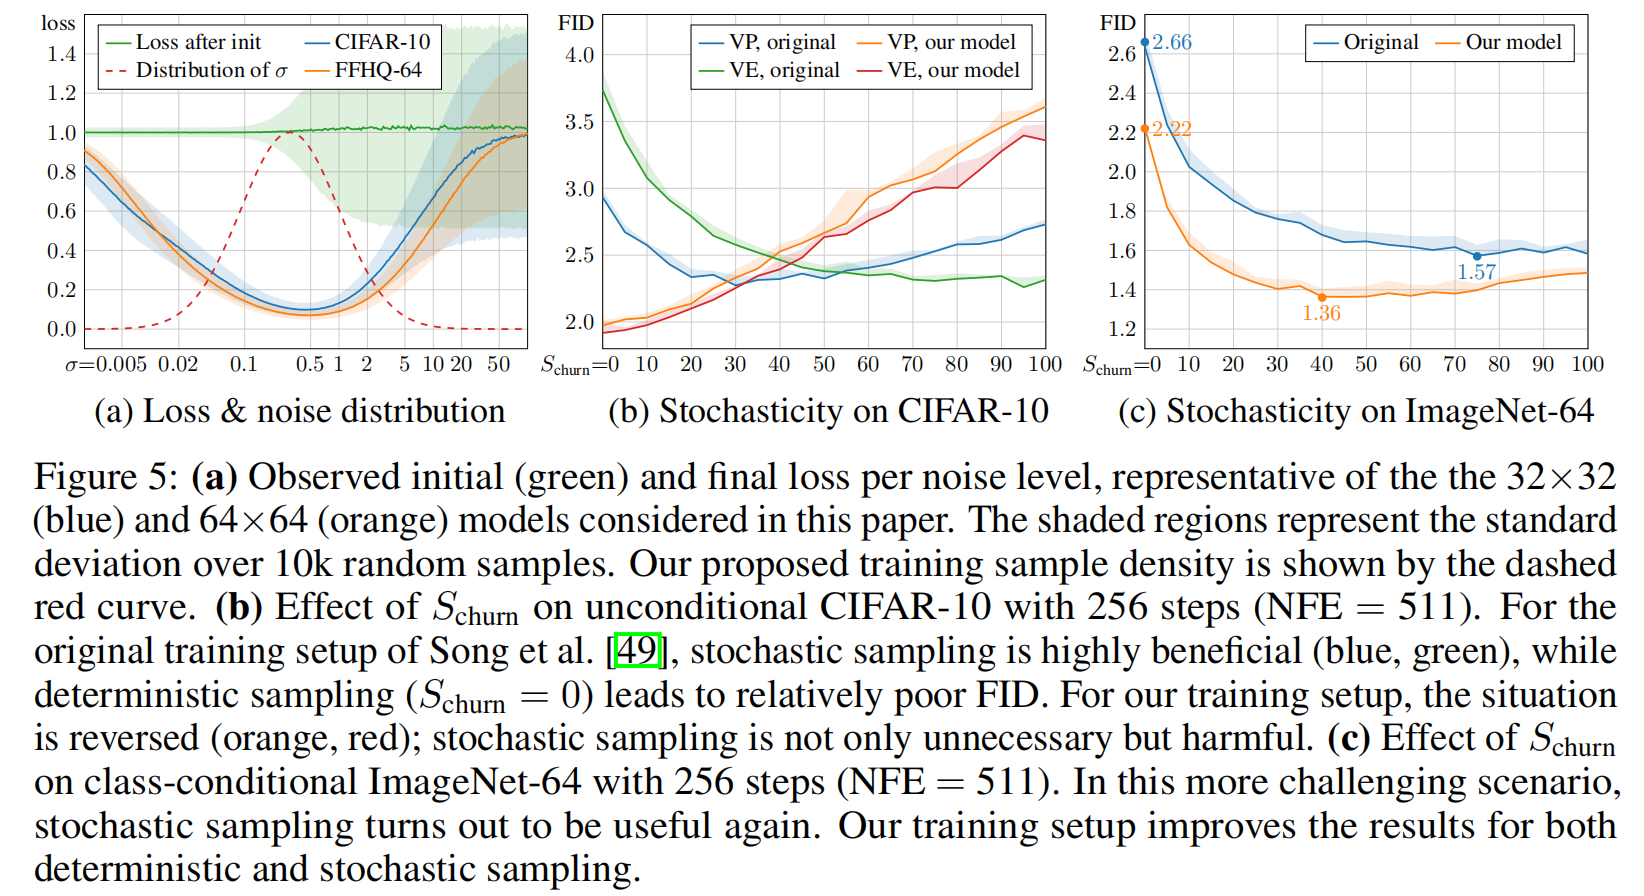 loss
1.4
1.2
1.0
0.8
0.6
0.4
0.2
0.0
Loss after init
CIFAR-10
Distribution of σ
FFHQ-64
σ=0.005 0.02 0.1 0.5 1 2 5 10 20 50
(a) Loss & noise distribution
FID
4.0
3.5
3.0
2.5
2.0
VP, original
VP, our model
VE, original
VE, our model
Schurn=0 10 20 30 40 50 60 70 80 90 100
(b) Stochasticity on CIFAR-10
FID
2.6
2.4
2.2
2.0
1.8
1.6
1.4
1.2
2.66
2.22
Original
Our model
1.57
1.36
Schurn=0 10 20 30 40 50 60 70 80 90 100
(c) Stochasticity on ImageNet-64
Figure 5: (a) Observed initial (green) and final loss per noise level, representative of the the 32×32
(blue) and 64×64 (orange) models considered in this paper. The shaded regions represent the standard
deviation over 10k random samples. Our proposed training sample density is shown by the dashed
red curve. (b) Effect of Schurn on unconditional CIFAR-10 with 256 steps (NFE = 511). For the
original training setup of Song et al. [49], stochastic sampling is highly beneficial (blue, green), while
deterministic sampling (Schurn = 0) leads to relatively poor FID. For our training setup, the situation
is reversed (orange, red); stochastic sampling is not only unnecessary but harmful. (c) Effect of Schurn
on class-conditional ImageNet-64 with 256 steps (NFE = 511). In this more challenging scenario,
stochastic sampling turns out to be useful again. Our training setup improves the results for both
deterministic and stochastic sampling.